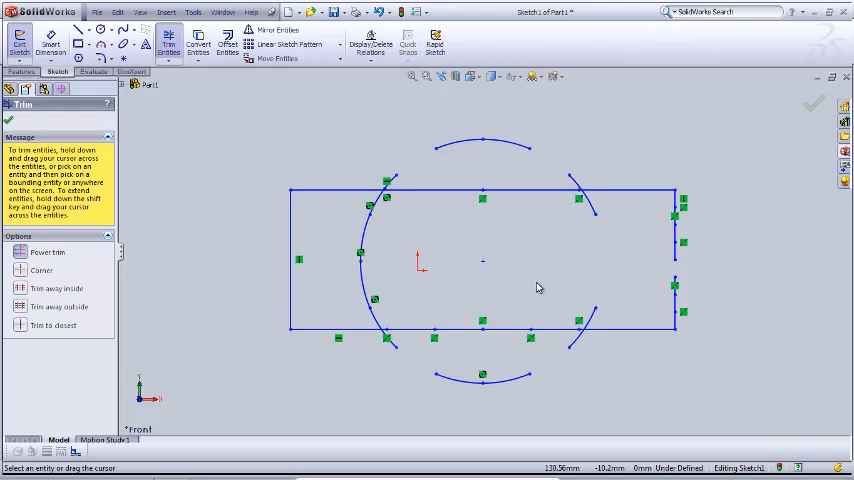 SolidWorks
File Edit View Insert Tools Window Help
Sketch1 of Part1 *
SolidWorks Search
Exit Sketch
Smart Dimension
Trim Entities
Convert Entities
Offset Entities
Mirror Entities
Linear Sketch Pattern
Move Entities
Display/Delete Relations
Quick Snaps
Rapid Sketch
Features Sketch Evaluate DimXpert
Part1
Trim ?
Message
To trim entities, hold down
and drag your cursor across
the entities, or pick on an
entity and then pick on a
bounding entity or anywhere
on the screen. To extend
entities, hold down the shift
key and drag your cursor
across the entities.
Options
Power trim
Corner
Trim away inside
Trim away outside
Trim to closest
Y
X
*Front
Model Motion Study 1
Select an entity or drag the cursor 130.56mm -10.2mm 0mm Under Defined Editing Sketch1